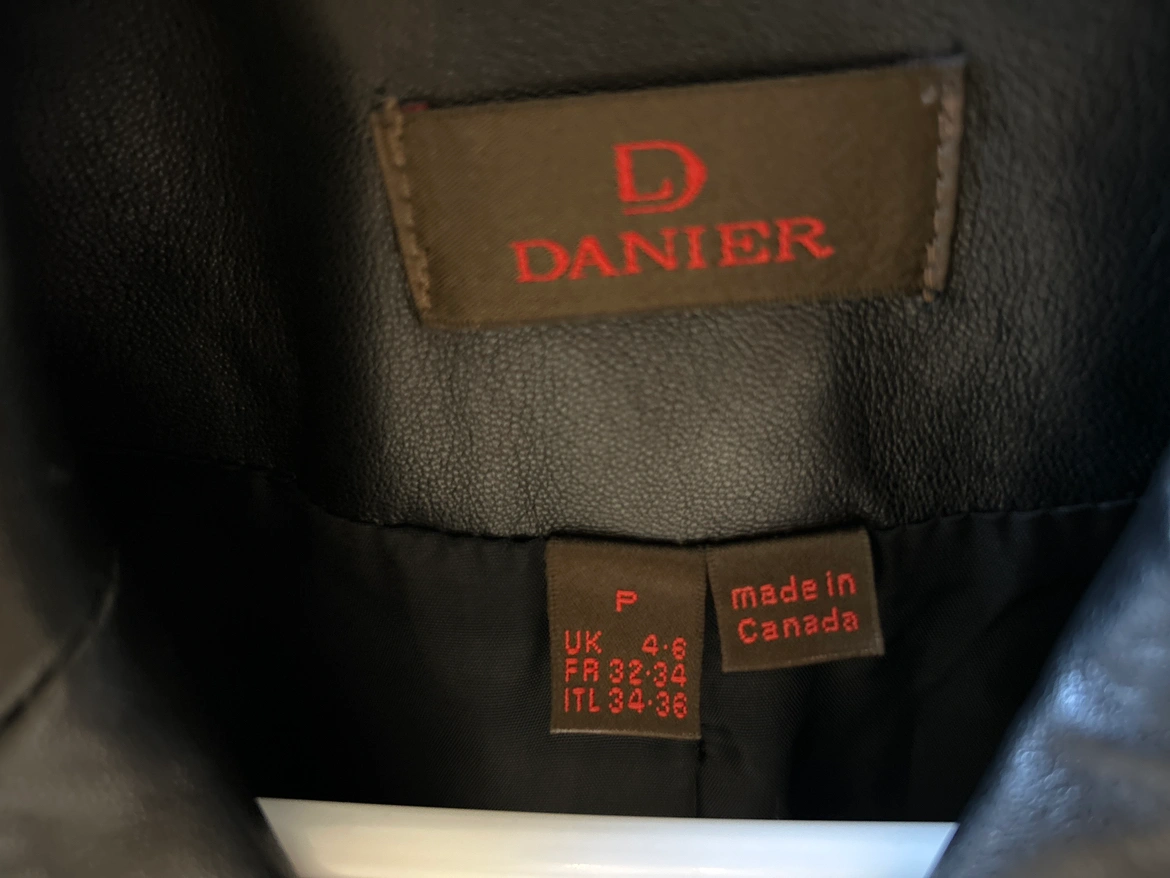 D
DANIER
P
UK 4-6
FR 32-34
ITL 34-36
made in
Canada